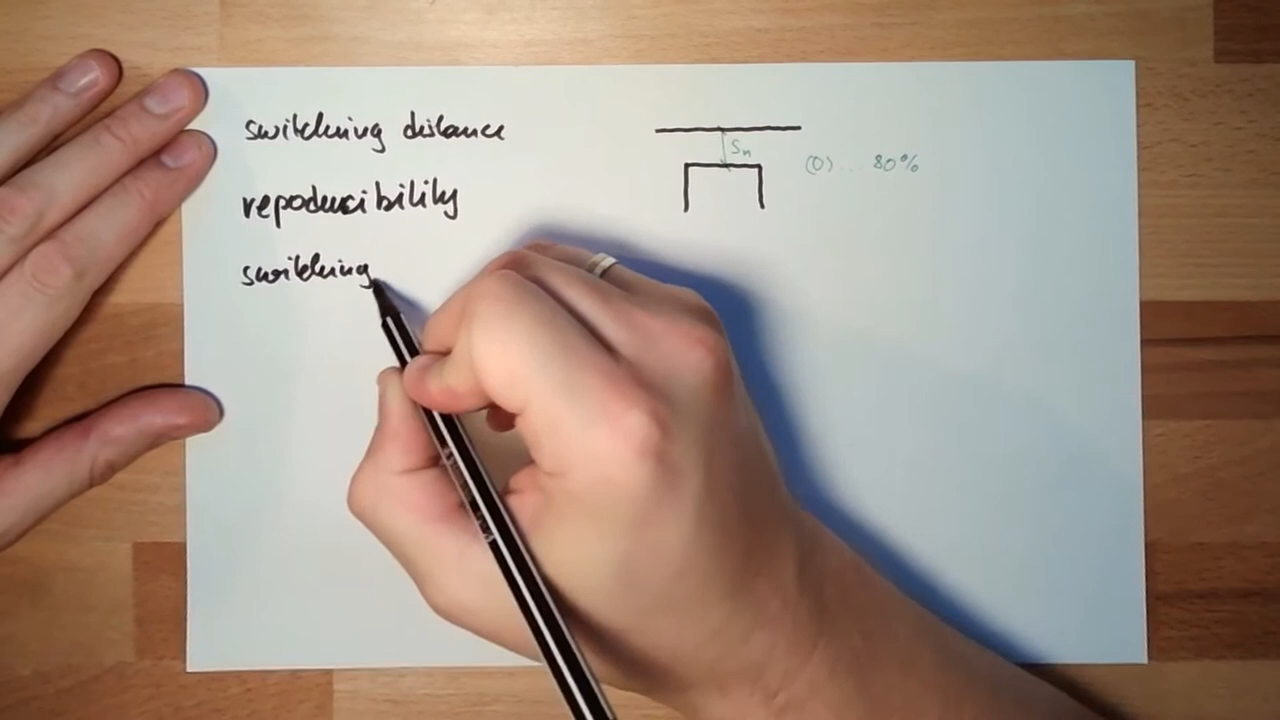 switching distance
Sn
(0)... 80%
repoducibility
switching